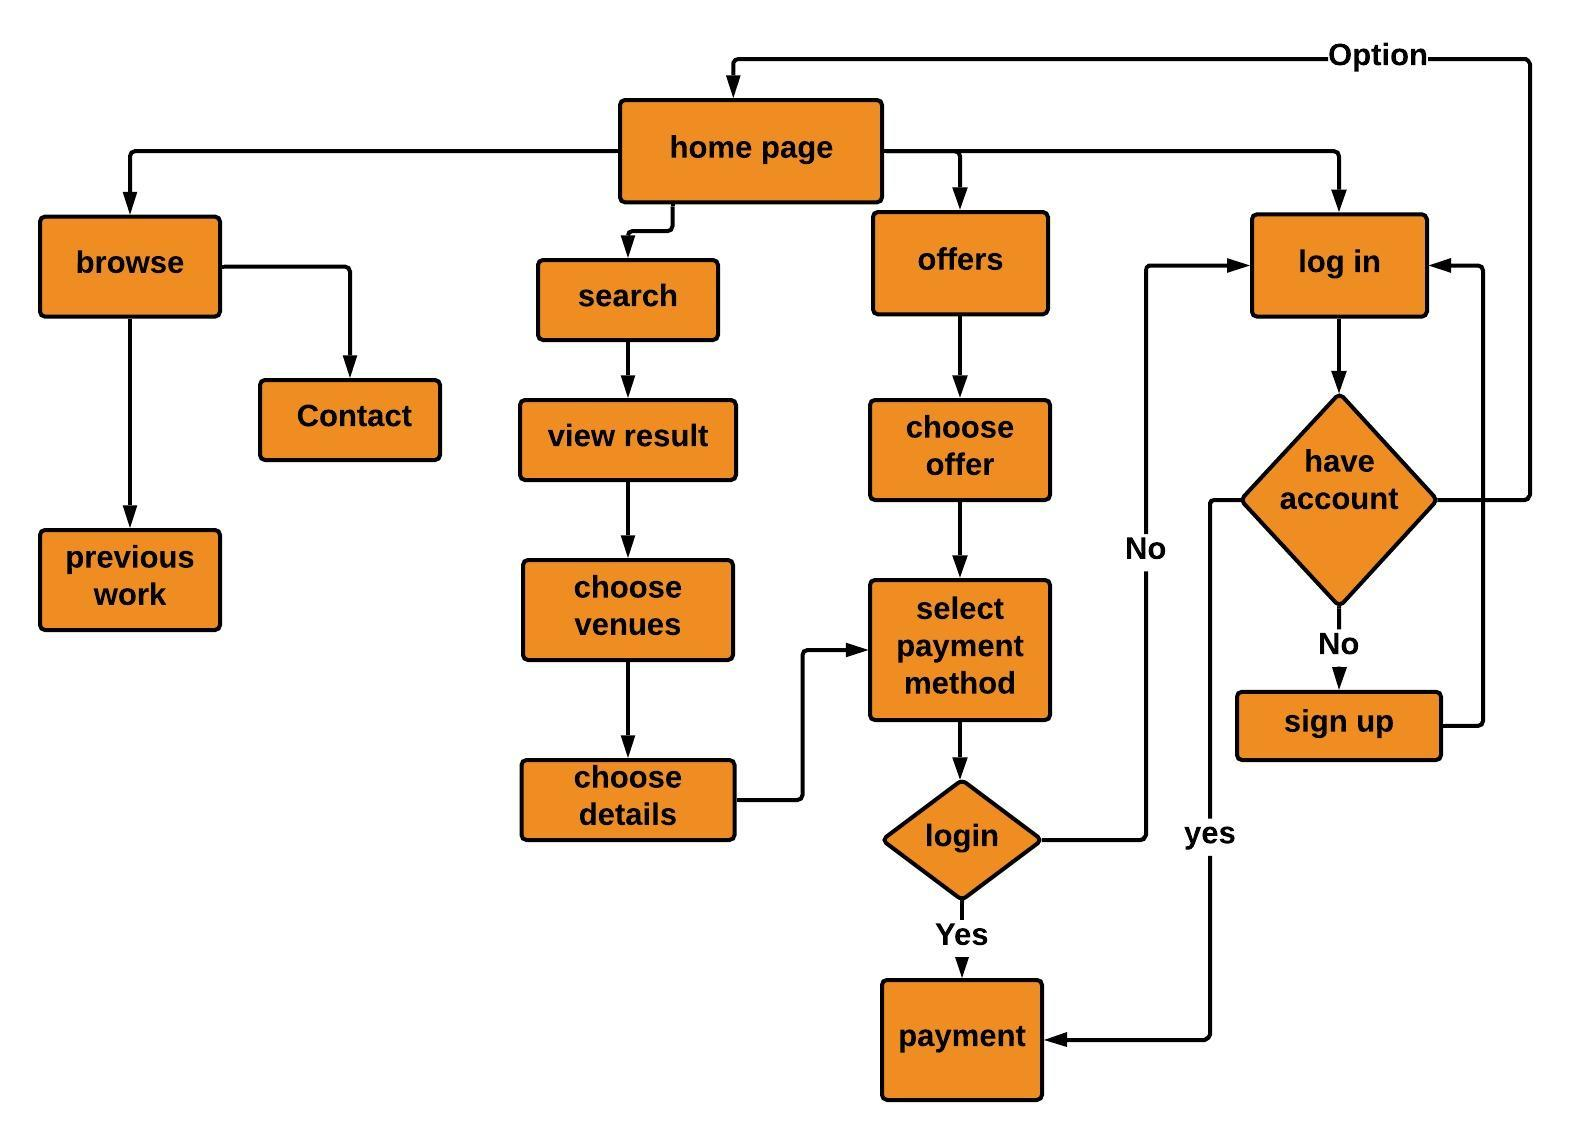 Option
home page
browse
search
offers
log in
Contact
view result
choose
offer
have
account
previous
work
choose
venues
select
payment
method
No
No
sign up
choose
details
login
yes
Yes
payment